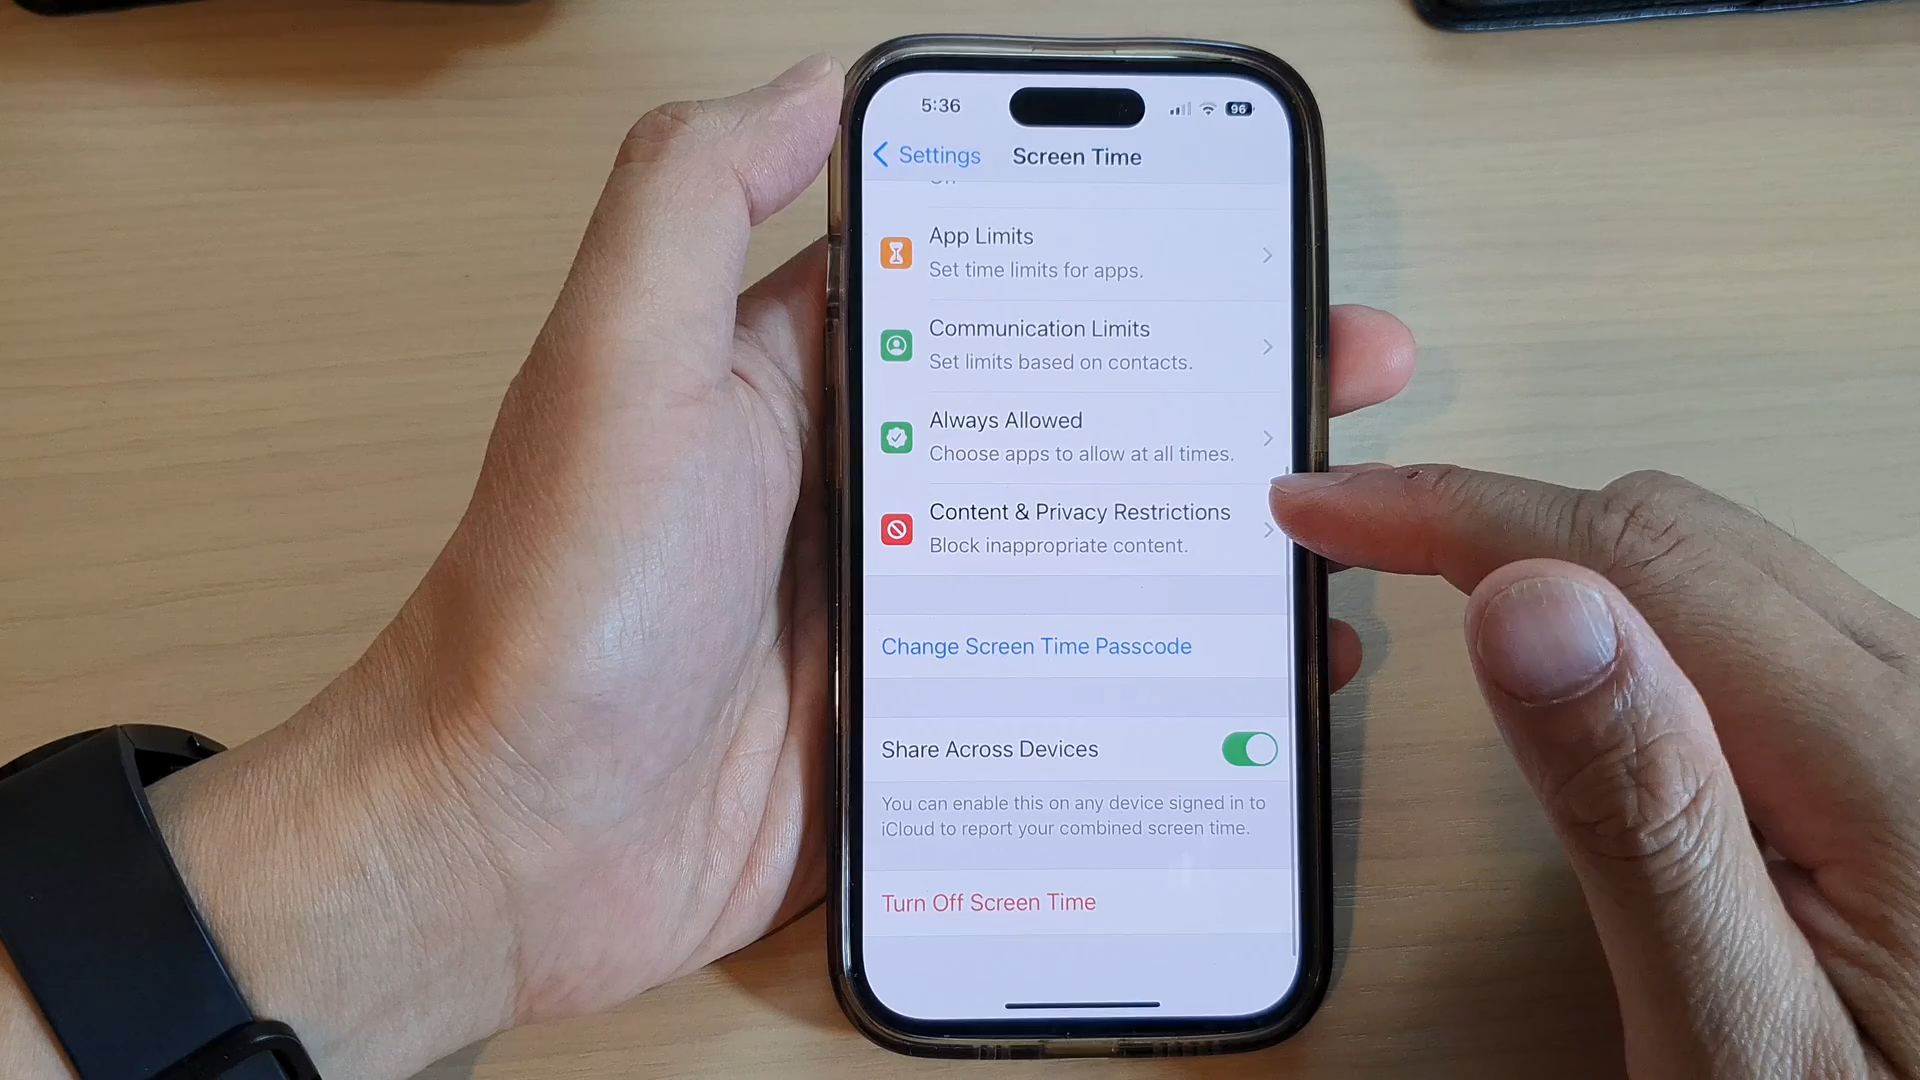 5:36
96
Settings
Screen Time
App Limits
Set time limits for apps.
Communication Limits
Set limits based on contacts.
Always Allowed
Choose apps to allow at all times.
Content & Privacy Restrictions
Block inappropriate content.
Change Screen Time Passcode
Share Across Devices
You can enable this on any device signed in to
iCloud to report your combined screen time.
Turn Off Screen Time